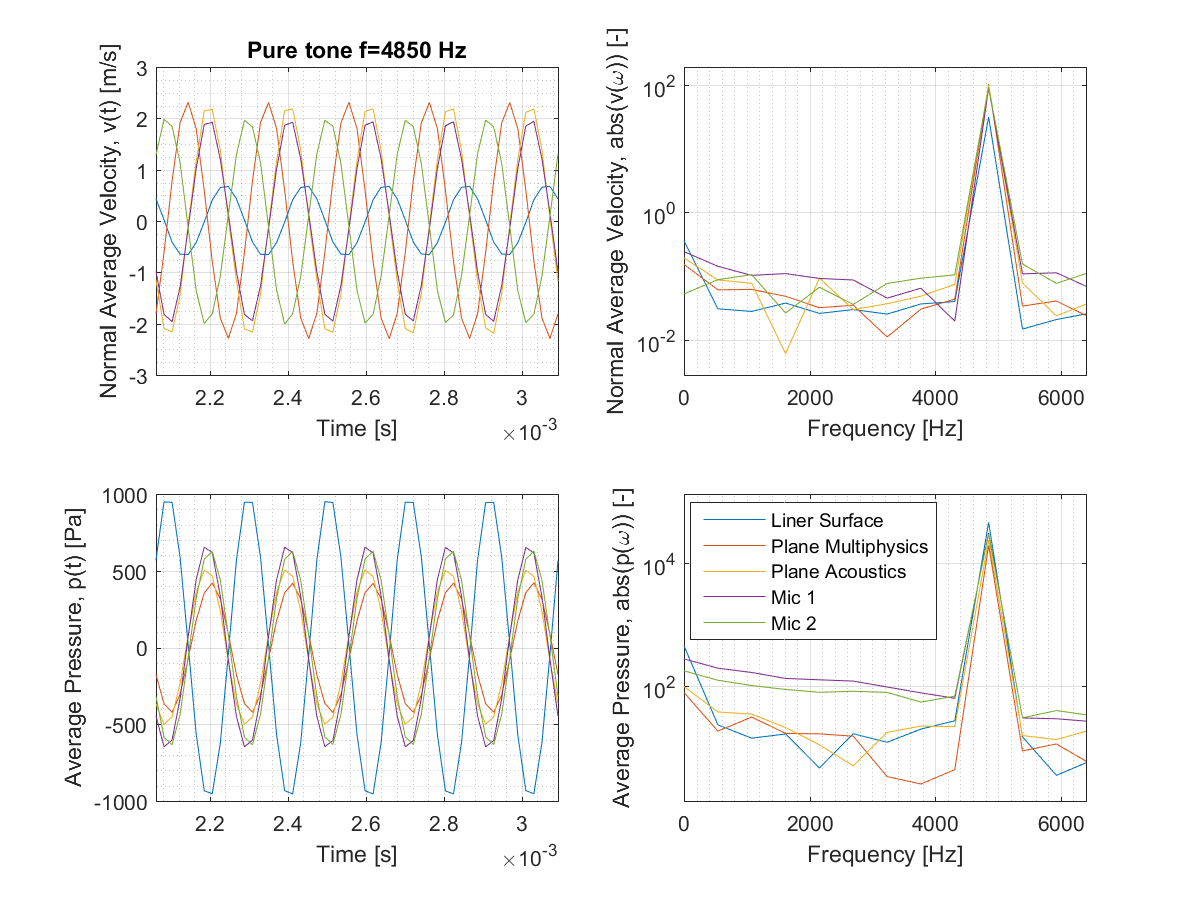 Pure tone f=4850 Hz
Normal Average Velocity, v(t) [m/s]
3
2
1
0
-1
-2
-3
2.2 2.4 2.6 2.8 3
Time [s]
×10-3
Normal Average Velocity, abs(v(ω)) [-]
102
100
10-2
0 2000 4000 6000
Frequency [Hz]
Average Pressure, p(t) [Pa]
1000
500
0
-500
-1000
2.2 2.4 2.6 2.8 3
Time [s]
×10-3
Average Pressure, abs(p(ω)) [-]
104
102
Liner Surface
Plane Multiphysics
Plane Acoustics
Mic 1
Mic 2
0 2000 4000 6000
Frequency [Hz]